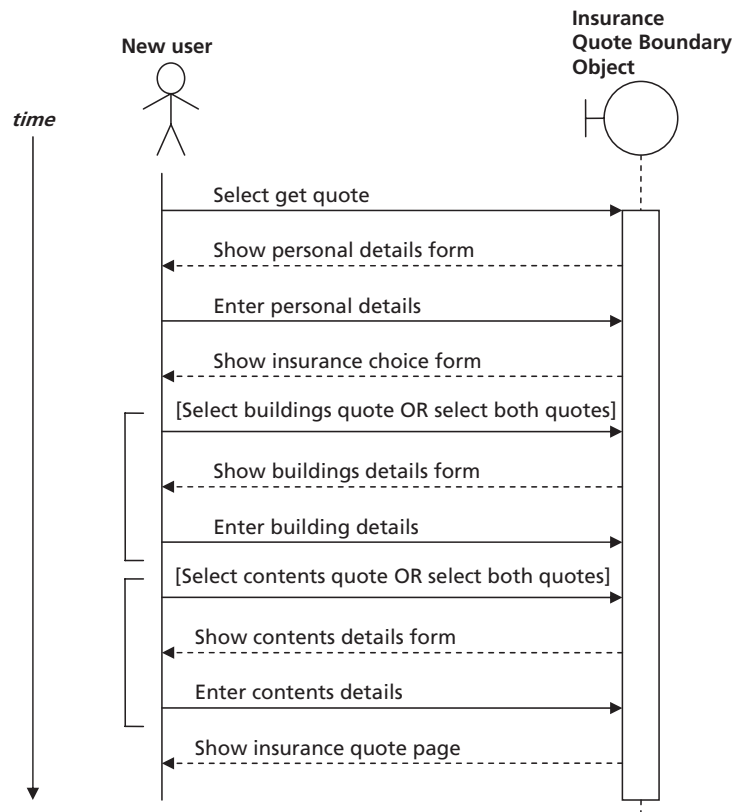 Insurance
Quote Boundary
Object
New user
time
Select get quote
Show personal details form
Enter personal details
Show insurance choice form
[Select buildings quote OR select both quotes]
Show buildings details form
Enter building details
[Select contents quote OR select both quotes]
Show contents details form
Enter contents details
Show insurance quote page